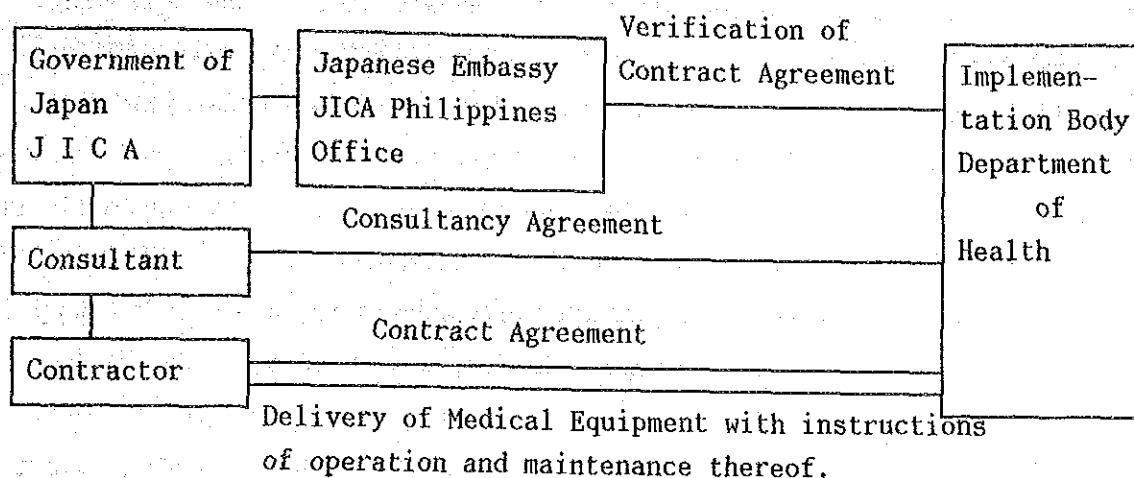 Government of
Japan
J I C A
Japanese Embassy
JICA Philippines
Office
Verification of
Contract Agreement
Implemen-
tation Body
Department
of
Health
Consultancy Agreement
Consultant
Contract Agreement
Contractor
Delivery of Medical Equipment with instructions
of operation and maintenance thereof.